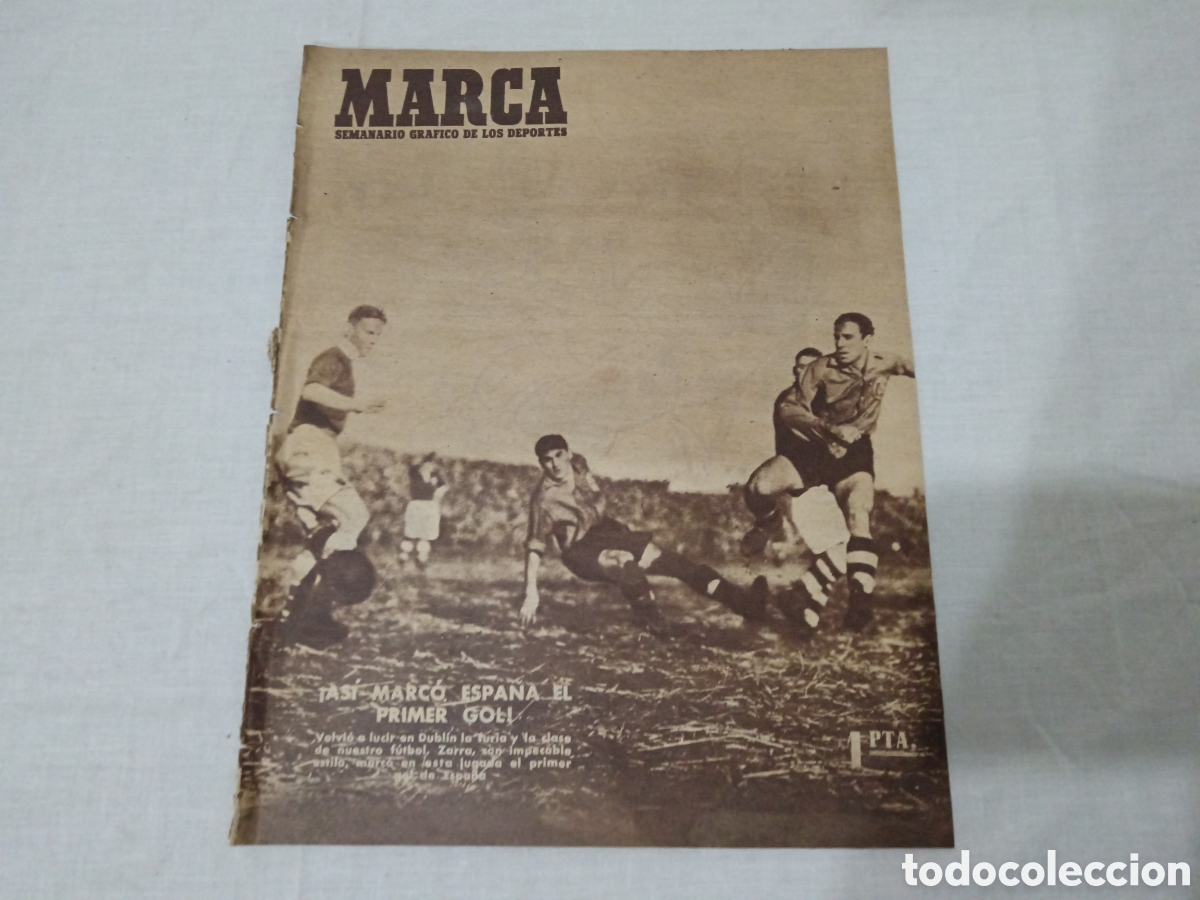 MARCA
SEMANARIO GRAFICO DE LOS DEPORTES
¡ASÍ MARCÓ ESPAÑA EL
PRIMER GOL!
Volvió a lucir en Dublín la furia y la clase
de nuestro fútbol. Zarra, con impecable
estilo, marcó en esta jugada el primer
gol de España
1 PTA.
todocoleccion